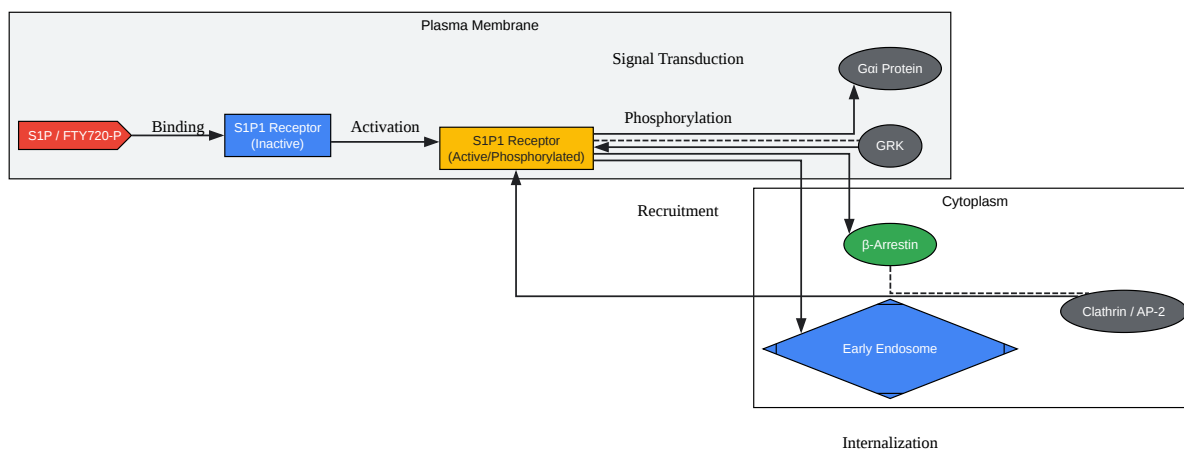 Plasma Membrane
Signal Transduction
Gαi Protein
S1P / FTY720-P
Binding
S1P1 Receptor
(Inactive)
Activation
S1P1 Receptor
(Active/Phosphorylated)
Phosphorylation
GRK
Recruitment
Cytoplasm
β-Arrestin
Clathrin / AP-2
Early Endosome
Internalization